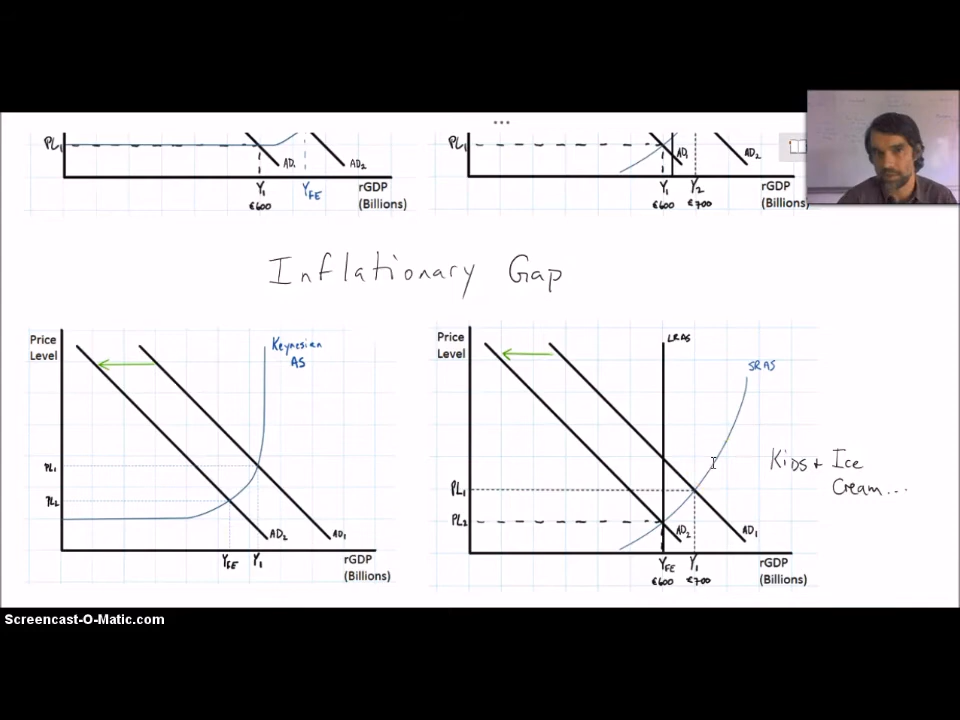 PL₁
AD₁
AD₂
Y₁
YFE
rGDP
€600
(Billions)
PL₁
AD₁
AD₂
Y₁
Y₂
rGDP
€600
€700
(Billions)
Inflationary Gap
Price
Level
Keynesian
AS
PL₁
PL₂
AD₂
AD₁
YFE
Y₁
rGDP
(Billions)
Price
Level
LRAS
SRAS
Kids + Ice
Cream...
PL₁
PL₂
AD₂
AD₁
YFE
Y₁
rGDP
€600
€700
(Billions)
Screencast-O-Matic.com